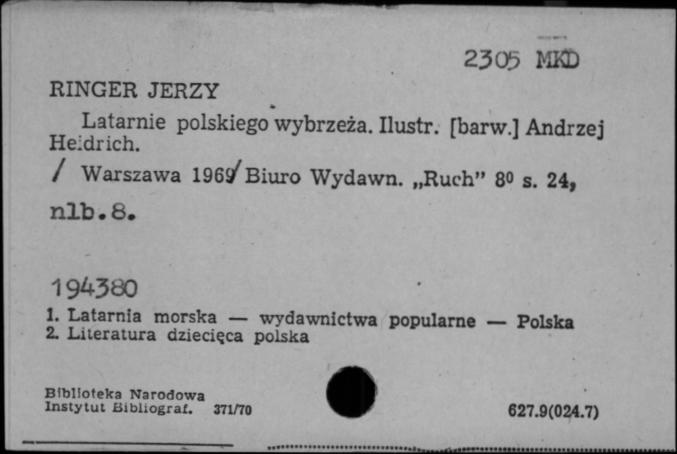 2305 MKD
RINGER JERZY
Latarnie polskiego wybrzeża. Ilustr. [barw.] Andrzej
Heidrich.
/ Warszawa 1969/ Biuro Wydawn. „Ruch” 8⁰ s. 24,
nlb. 8.
194380
1. Latarnia morska — wydawnictwa popularne — Polska
2. Literatura dziecięca polska
Biblioteka Narodowa
Instytut Bibliograf. 371/70
627.9(024.7)